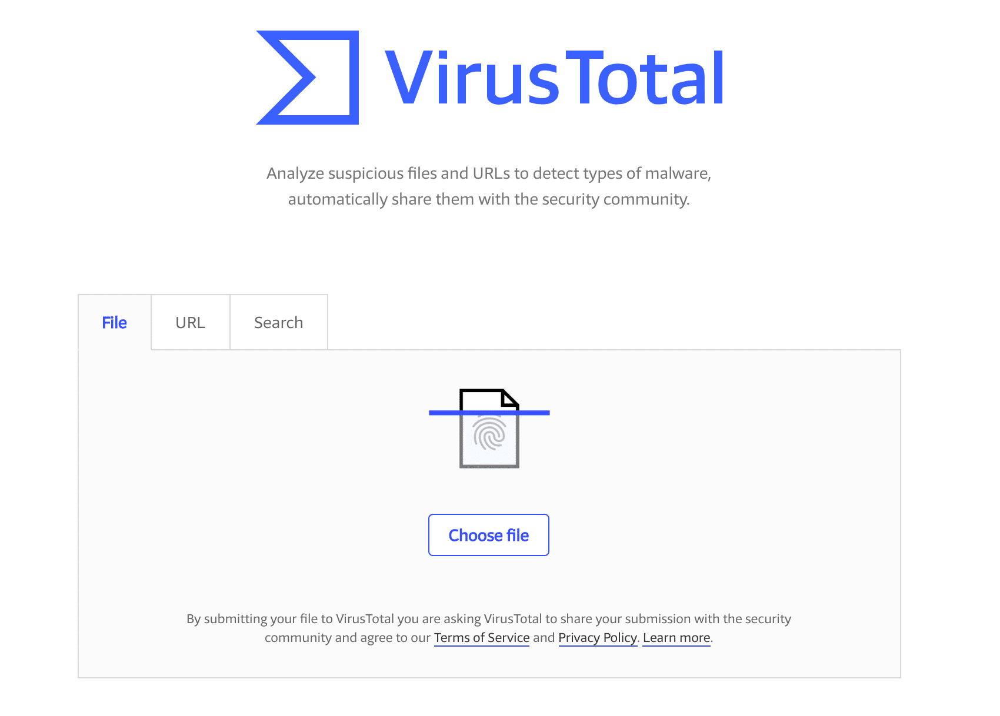 VirusTotal
Analyze suspicious files and URLs to detect types of malware,
automatically share them with the security community.
File
URL
Search
Choose file
By submitting your file to VirusTotal you are asking VirusTotal to share your submission with the security
community and agree to our Terms of Service and Privacy Policy. Learn more.